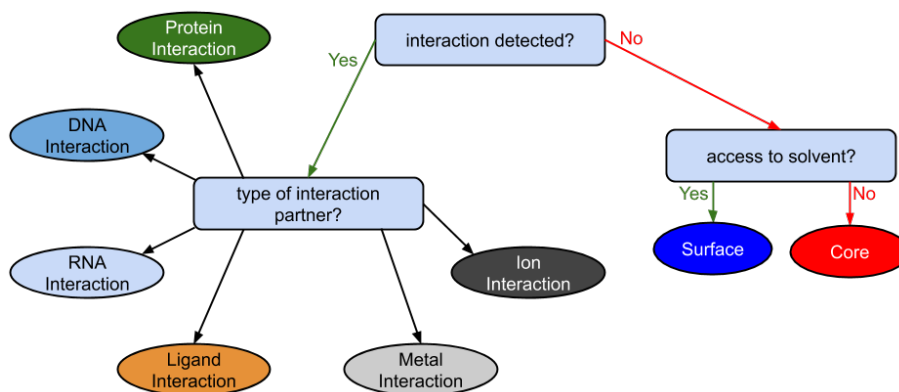 Protein
Interaction
interaction detected?
Yes
No
DNA
Interaction
access to solvent?
type of interaction
partner?
Yes
No
RNA
Interaction
Ion
Interaction
Surface
Core
Ligand
Interaction
Metal
Interaction